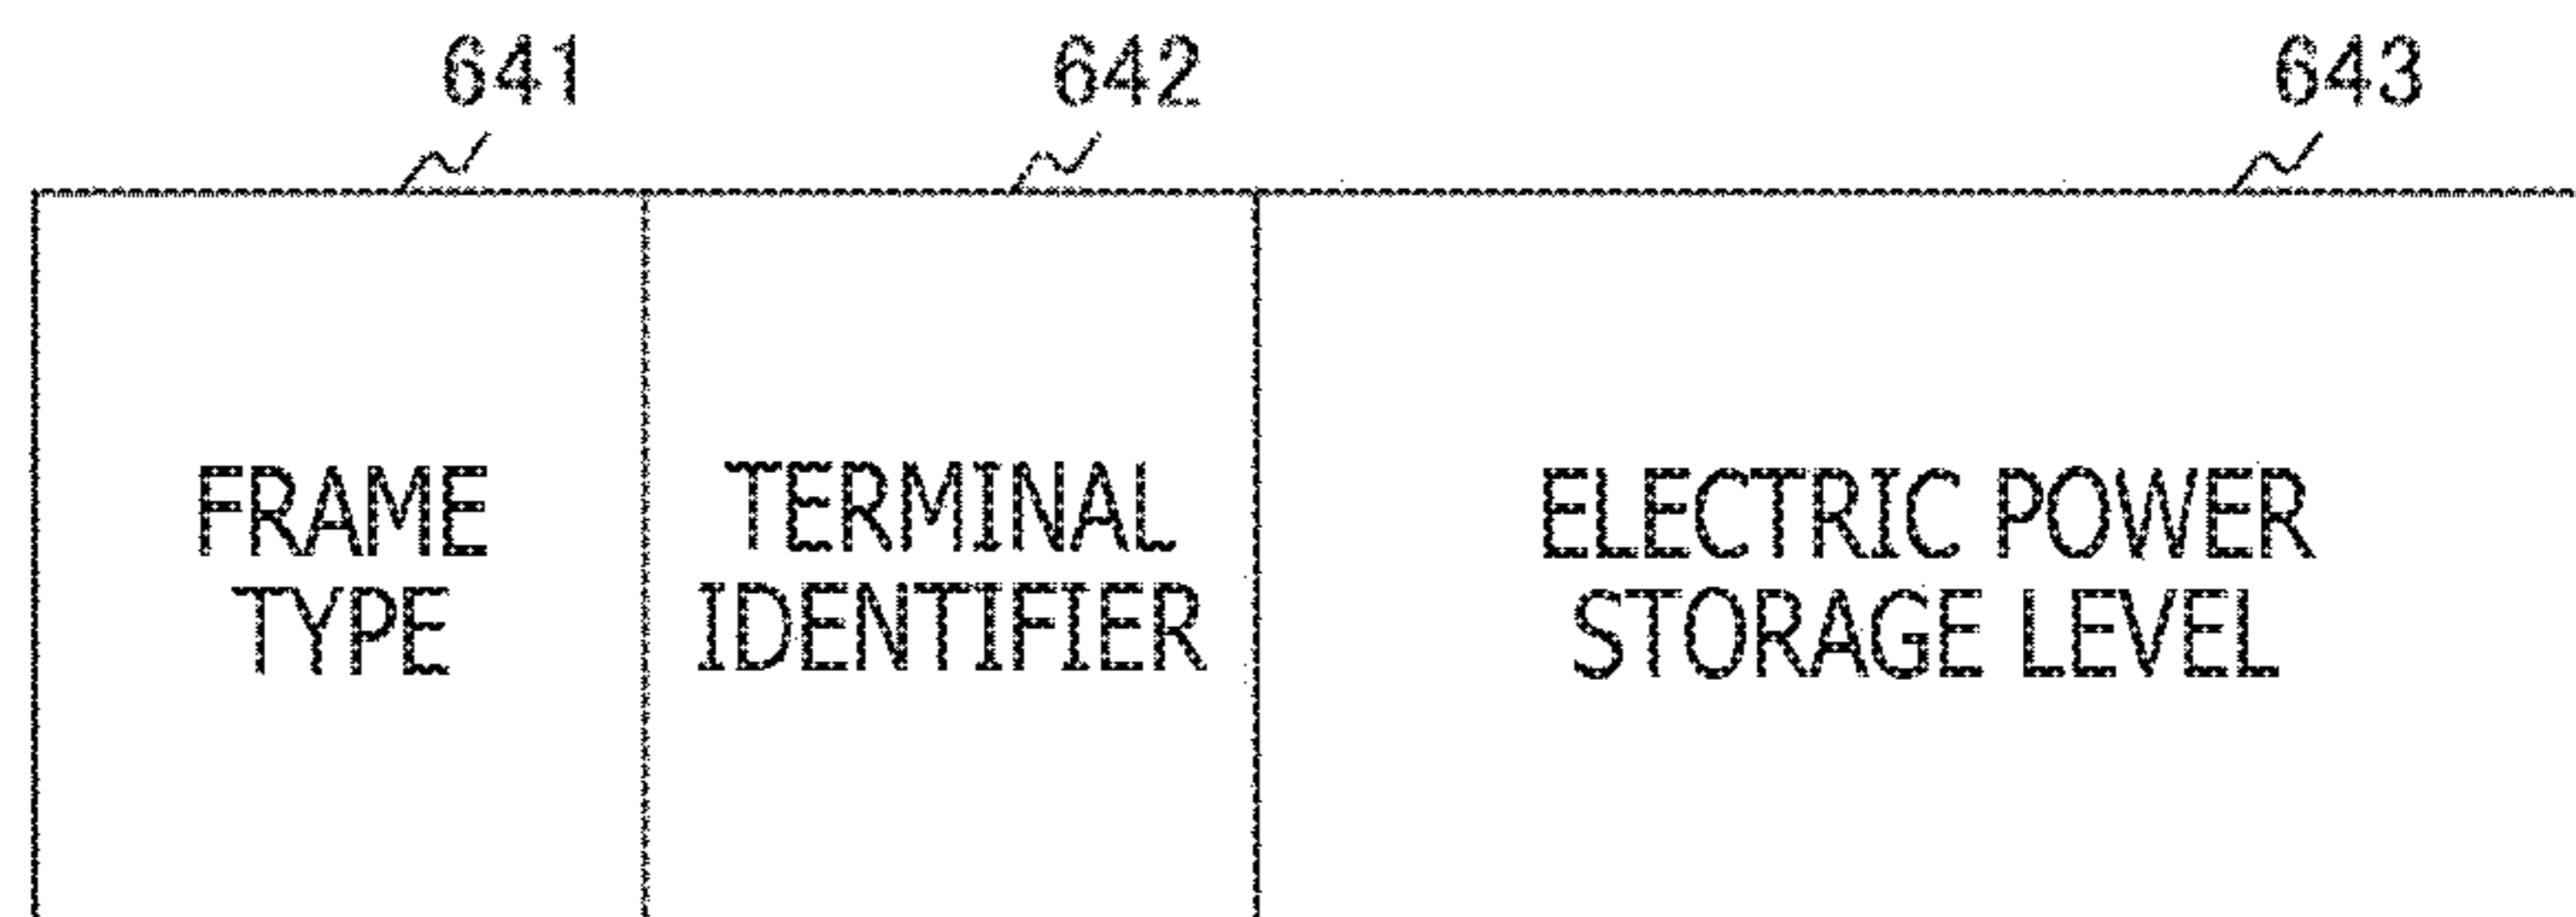 641 642 643
FRAME TERMINAL ELECTRIC POWER
TYPE IDENTIFIER STORAGE LEVEL